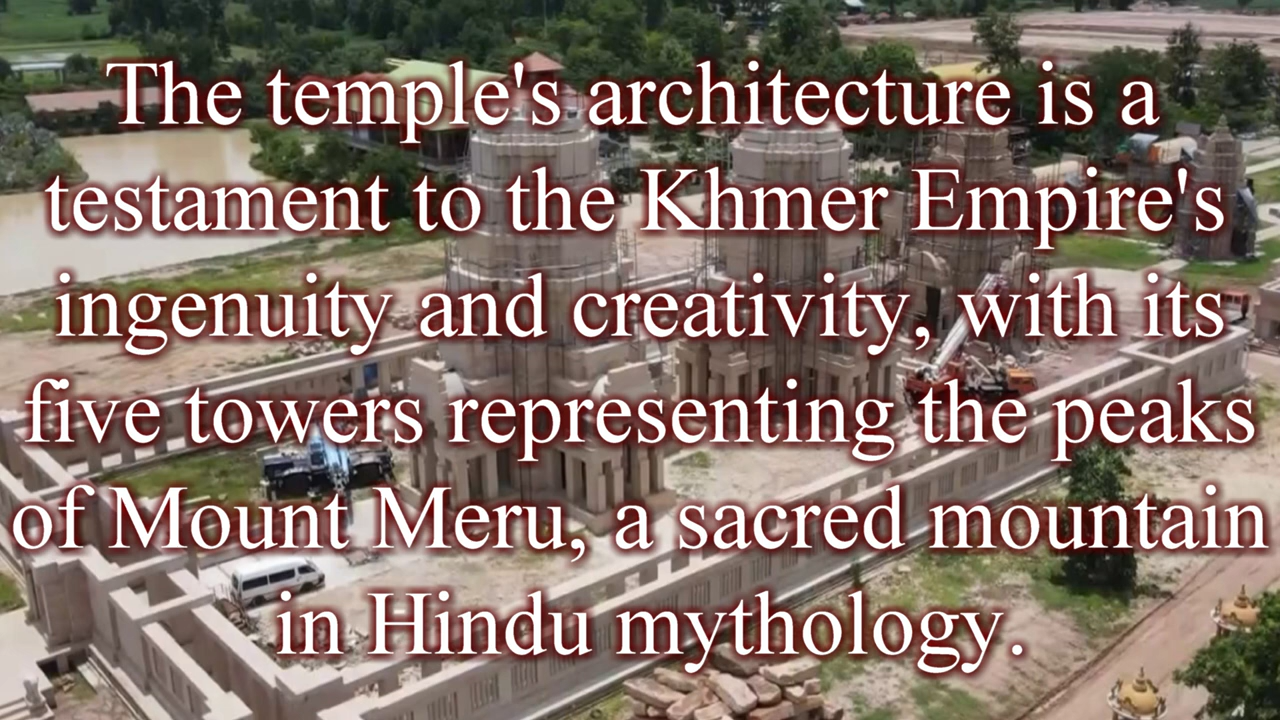 The temple's architecture is a
testament to the Khmer Empire's
ingenuity and creativity, with its
five towers representing the peaks
of Mount Meru, a sacred mountain
in Hindu mythology.